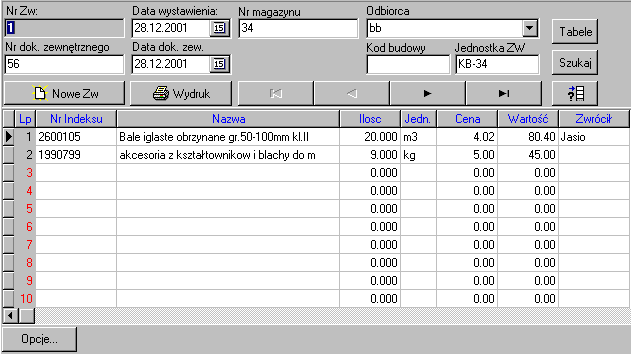 Nr Zw: Data wystawienia: Nr magazynu Odbiorca
1 28.12.2001 15 34 bb Tabele
Nr dok. zewnętrznego Data dok. zew. Kod budowy Jednostka ZW
56 28.12.2001 15 KB-34 Szukaj
Nowe Zw Wydruk
Lp Nr Indeksu Nazwa Ilosc Jedn. Cena Wartość Zwrócił
1 2600105 Bale iglaste obrzynane gr.50-100mm kl.II 20.000 m3 4.02 80.40 Jasio
2 1990799 akcesoria z kształtownikow i blachy do m 9.000 kg 5.00 45.00
3 0.000 0.00 0.00
4 0.000 0.00 0.00
5 0.000 0.00 0.00
6 0.000 0.00 0.00
7 0.000 0.00 0.00
8 0.000 0.00 0.00
9 0.000 0.00 0.00
10 0.000 0.00 0.00
Opcje...